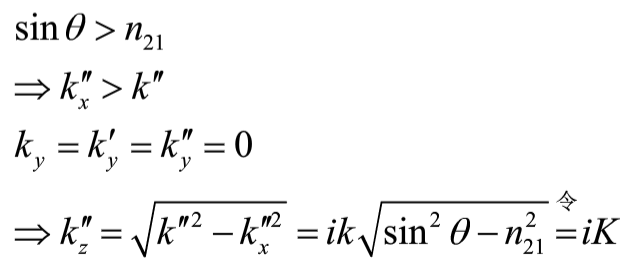 sin θ > n₂₁
⇒ k″ₓ > k″
k_y = k′_y = k″_y = 0
⇒ k″_z = √(k″² − k″ₓ²) = ik√(sin² θ − n₂₁²) ≝令 iK